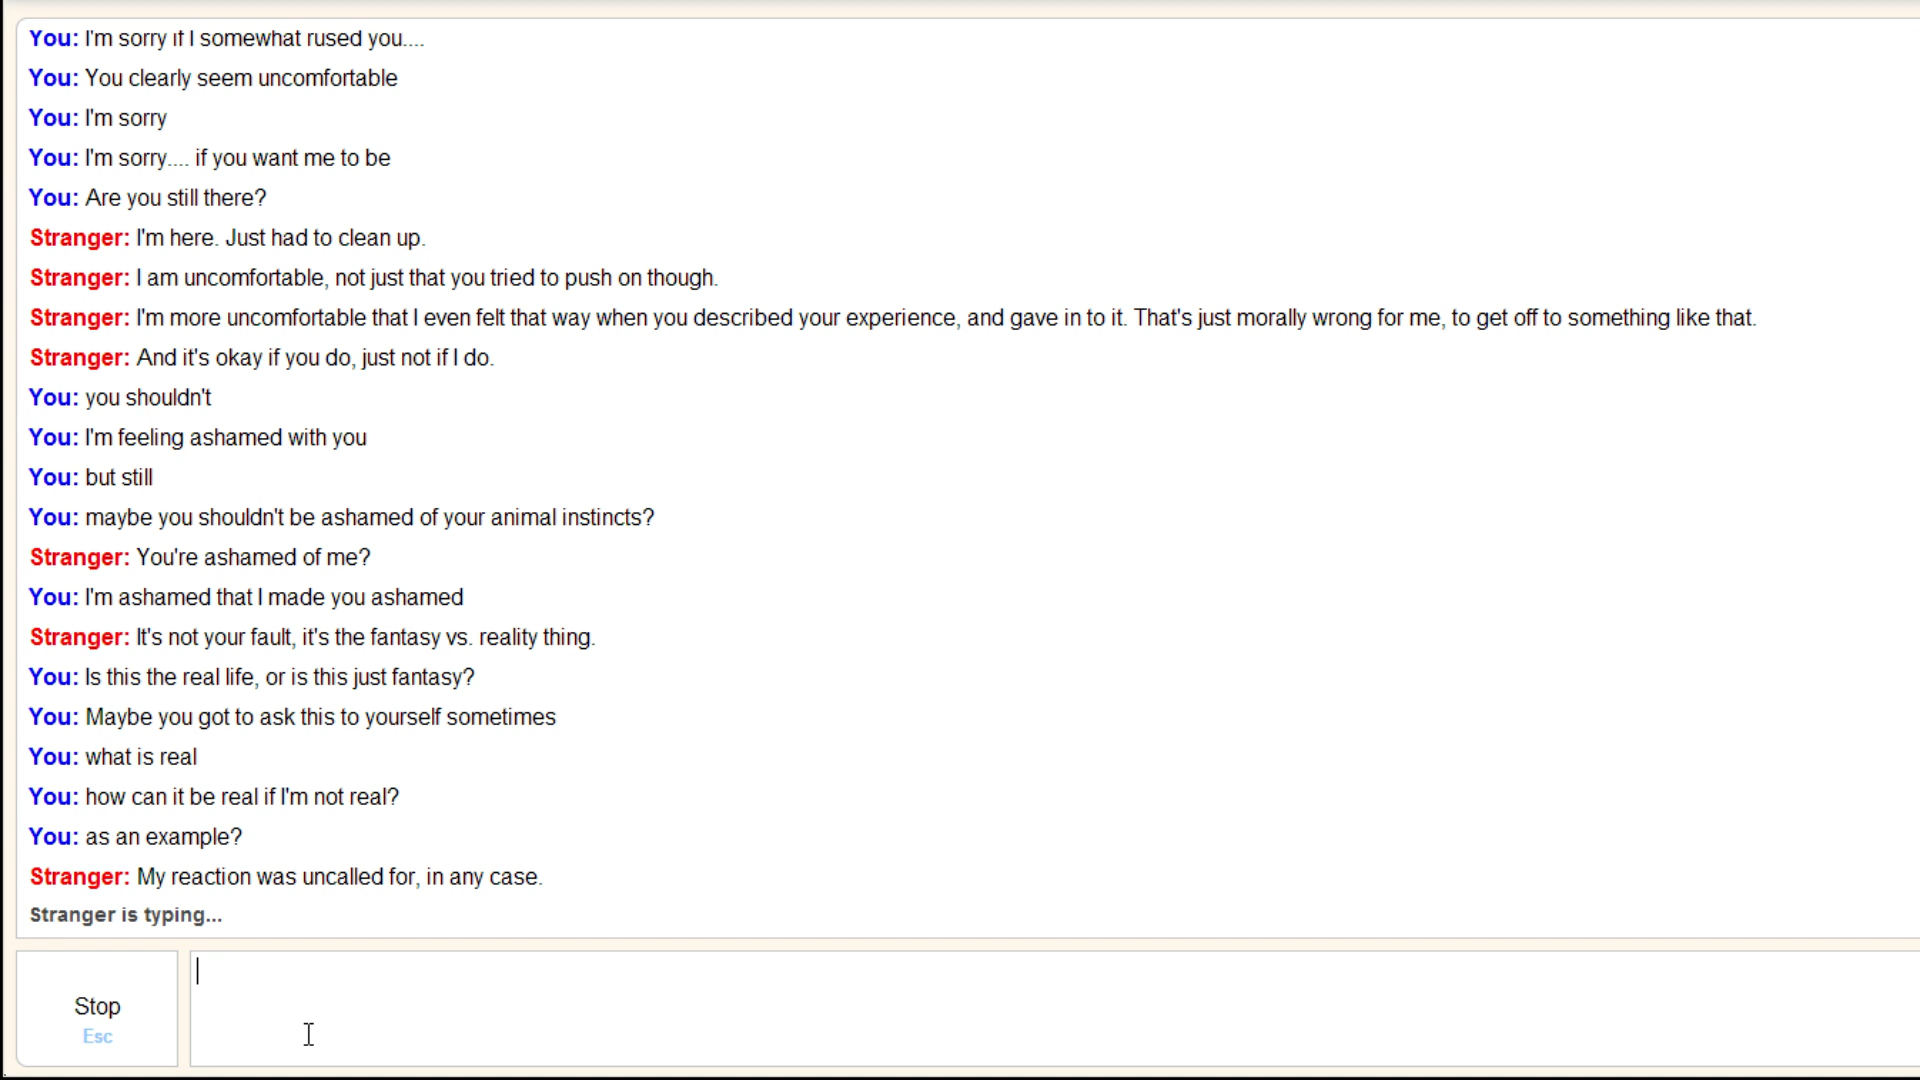 You: I'm sorry if I somewhat rused you....
You: You clearly seem uncomfortable
You: I'm sorry
You: I'm sorry.... if you want me to be
You: Are you still there?
Stranger: I'm here. Just had to clean up.
Stranger: I am uncomfortable, not just that you tried to push on though.
Stranger: I'm more uncomfortable that I even felt that way when you described your experience, and gave in to it. That's just morally wrong for me, to get off to something like that.
Stranger: And it's okay if you do, just not if I do.
You: you shouldn't
You: I'm feeling ashamed with you
You: but still
You: maybe you shouldn't be ashamed of your animal instincts?
Stranger: You're ashamed of me?
You: I'm ashamed that I made you ashamed
Stranger: It's not your fault, it's the fantasy vs. reality thing.
You: Is this the real life, or is this just fantasy?
You: Maybe you got to ask this to yourself sometimes
You: what is real
You: how can it be real if I'm not real?
You: as an example?
Stranger: My reaction was uncalled for, in any case.
Stranger is typing...
Stop
Esc